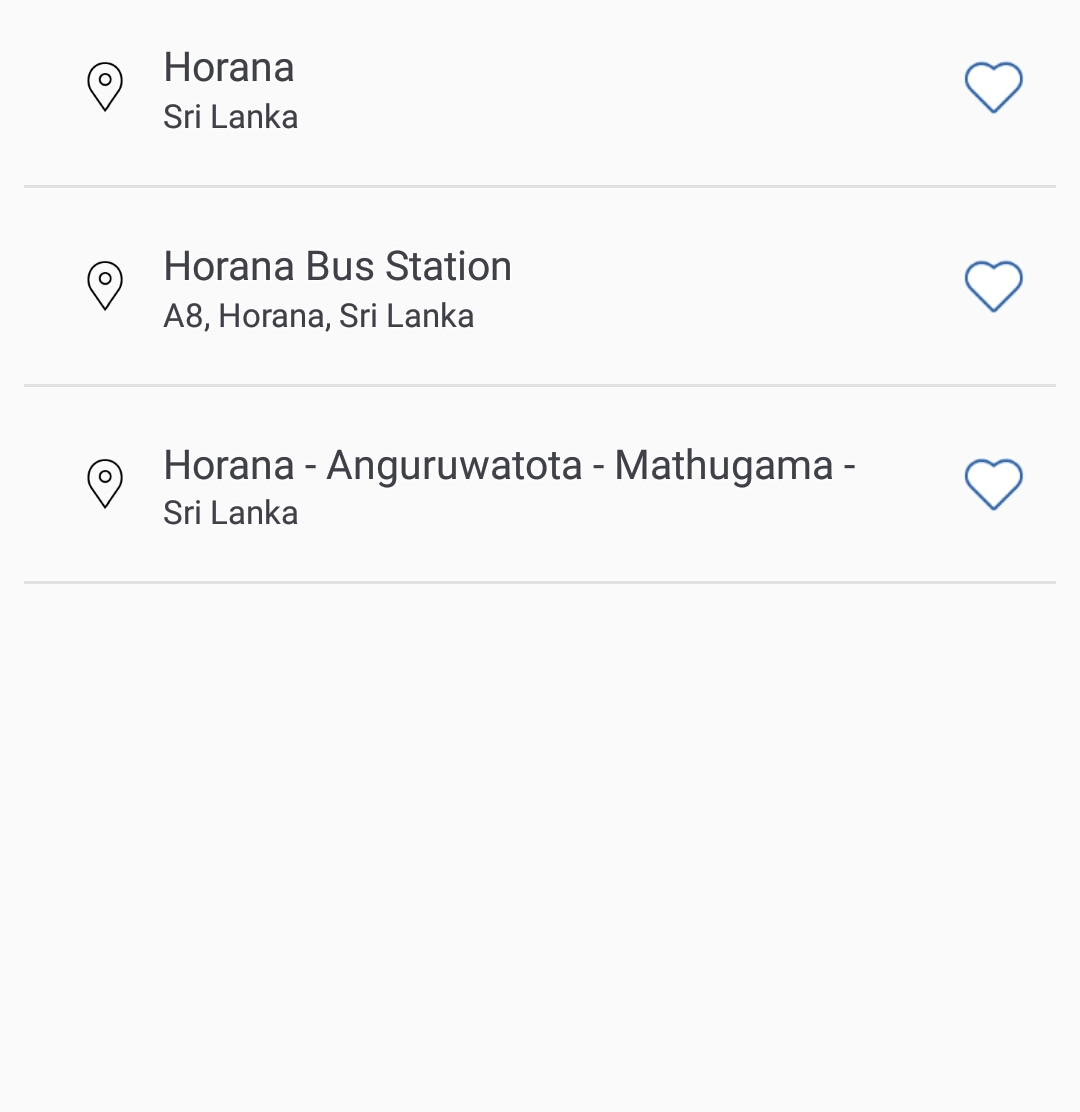 Horana
Sri Lanka
Horana Bus Station
A8, Horana, Sri Lanka
Horana - Anguruwatota - Mathugama -
Sri Lanka